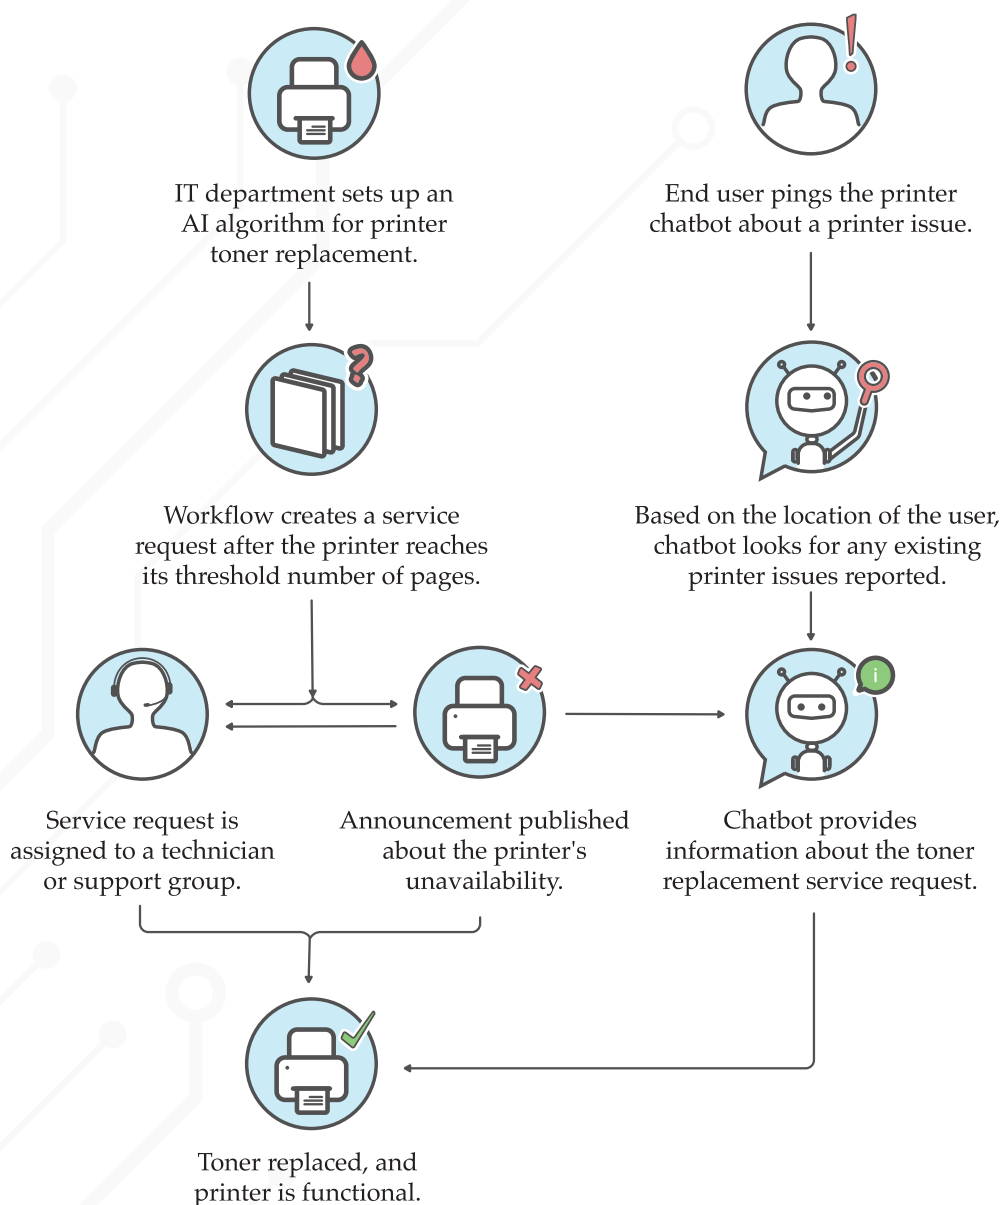 IT department sets up an
AI algorithm for printer
toner replacement.
End user pings the printer
chatbot about a printer issue.
Workflow creates a service
request after the printer reaches
its threshold number of pages.
Based on the location of the user,
chatbot looks for any existing
printer issues reported.
Service request is
assigned to a technician
or support group.
Announcement published
about the printer's
unavailability.
Chatbot provides
information about the toner
replacement service request.
Toner replaced, and
printer is functional.